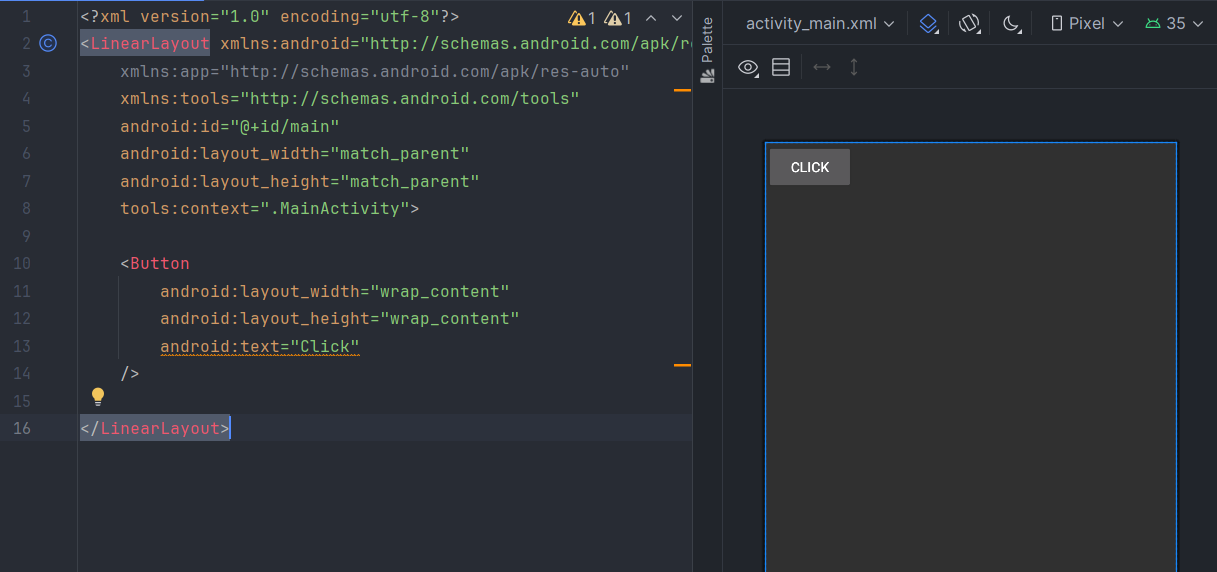 1 <?xml version="1.0" encoding="utf-8"?>
2 <LinearLayout xmlns:android="http://schemas.android.com/apk/re
3 xmlns:app="http://schemas.android.com/apk/res-auto"
4 xmlns:tools="http://schemas.android.com/tools"
5 android:id="@+id/main"
6 android:layout_width="match_parent"
7 android:layout_height="match_parent"
8 tools:context=".MainActivity">
9
10 <Button
11 android:layout_width="wrap_content"
12 android:layout_height="wrap_content"
13 android:text="Click"
14 />
15
16 </LinearLayout>
1 1
C
Palette
activity_main.xml Pixel 35
CLICK